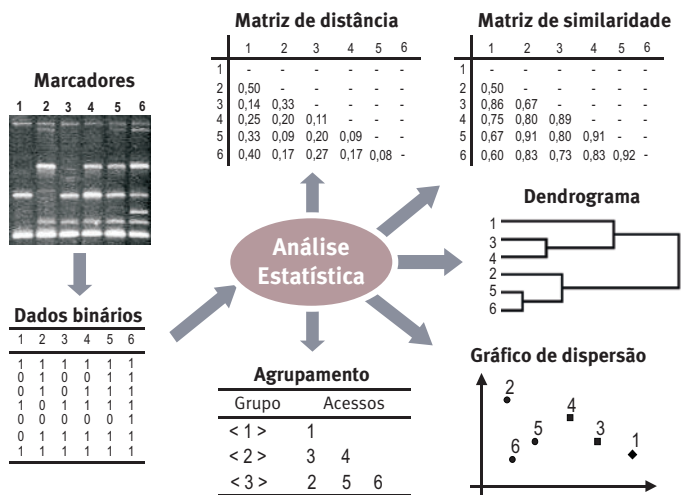 Marcadores
1 2 3 4 5 6
Dados binários
1 2 3 4 5 6
1 1 1 1 1 1
0 1 0 0 1 1
0 1 0 1 1 1
1 0 1 1 1 1
0 0 0 0 0 1
0 1 1 1 1 1
1 1 1 1 1 1
Matriz de distância
1 2 3 4 5 6
1 - - - - - -
2 0,50 - - - - -
3 0,14 0,33 - - - -
4 0,25 0,20 0,11 - - -
5 0,33 0,09 0,20 0,09 - -
6 0,40 0,17 0,27 0,17 0,08 -
Matriz de similaridade
1 2 3 4 5 6
1 - - - - - -
2 0,50 - - - - -
3 0,86 0,67 - - - -
4 0,75 0,80 0,89 - - -
5 0,67 0,91 0,80 0,91 - -
6 0,60 0,83 0,73 0,83 0,92 -
Análise
Estatística
Dendrograma
1
3
4
2
5
6
Agrupamento
Grupo Acessos
< 1 > 1
< 2 > 3 4
< 3 > 2 5 6
Gráfico de dispersão
2
4
5
3
1
6